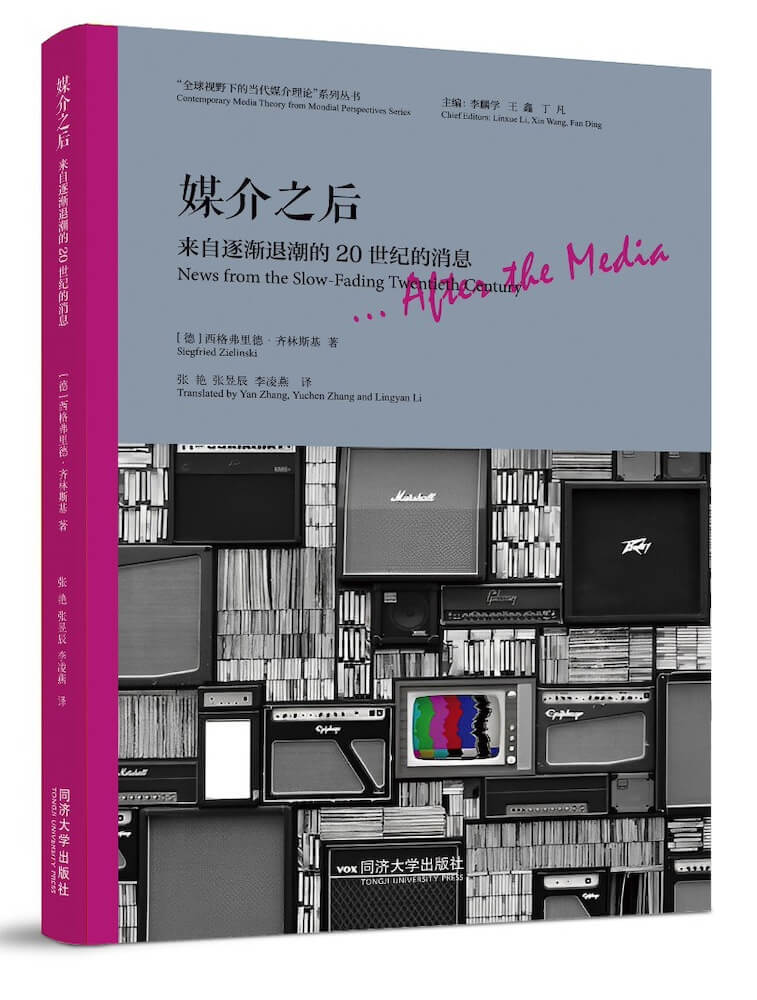 媒介之后 来自逐渐退潮的20世纪的消息
[德]西格弗里德·齐林斯基 著
张 艳 张昱辰 李凌燕 译
同济大学出版社
TONGJI UNIVERSITY PRESS
“全球视野下的当代媒介理论”系列丛书
Contemporary Media Theory from Mondial Perspectives Series
主编: 李麟学 王 鑫 丁 凡
Chief Editors: Linxue Li, Xin Wang, Fan Ding
媒介之后
来自逐渐退潮的 20 世纪的消息
News from the Slow-Fading Twentieth Century
... After the Media
[德]西格弗里德·齐林斯基 著
Siegfried Zielinski
张 艳 张昱辰 李凌燕 译
Translated by Yan Zhang, Yuchen Zhang and Lingyan Li
Marshall
Peavey
Gibson
Epiphone
Epiphone
Marshall
VOX 同济大学出版社
TONGJI UNIVERSITY PRESS